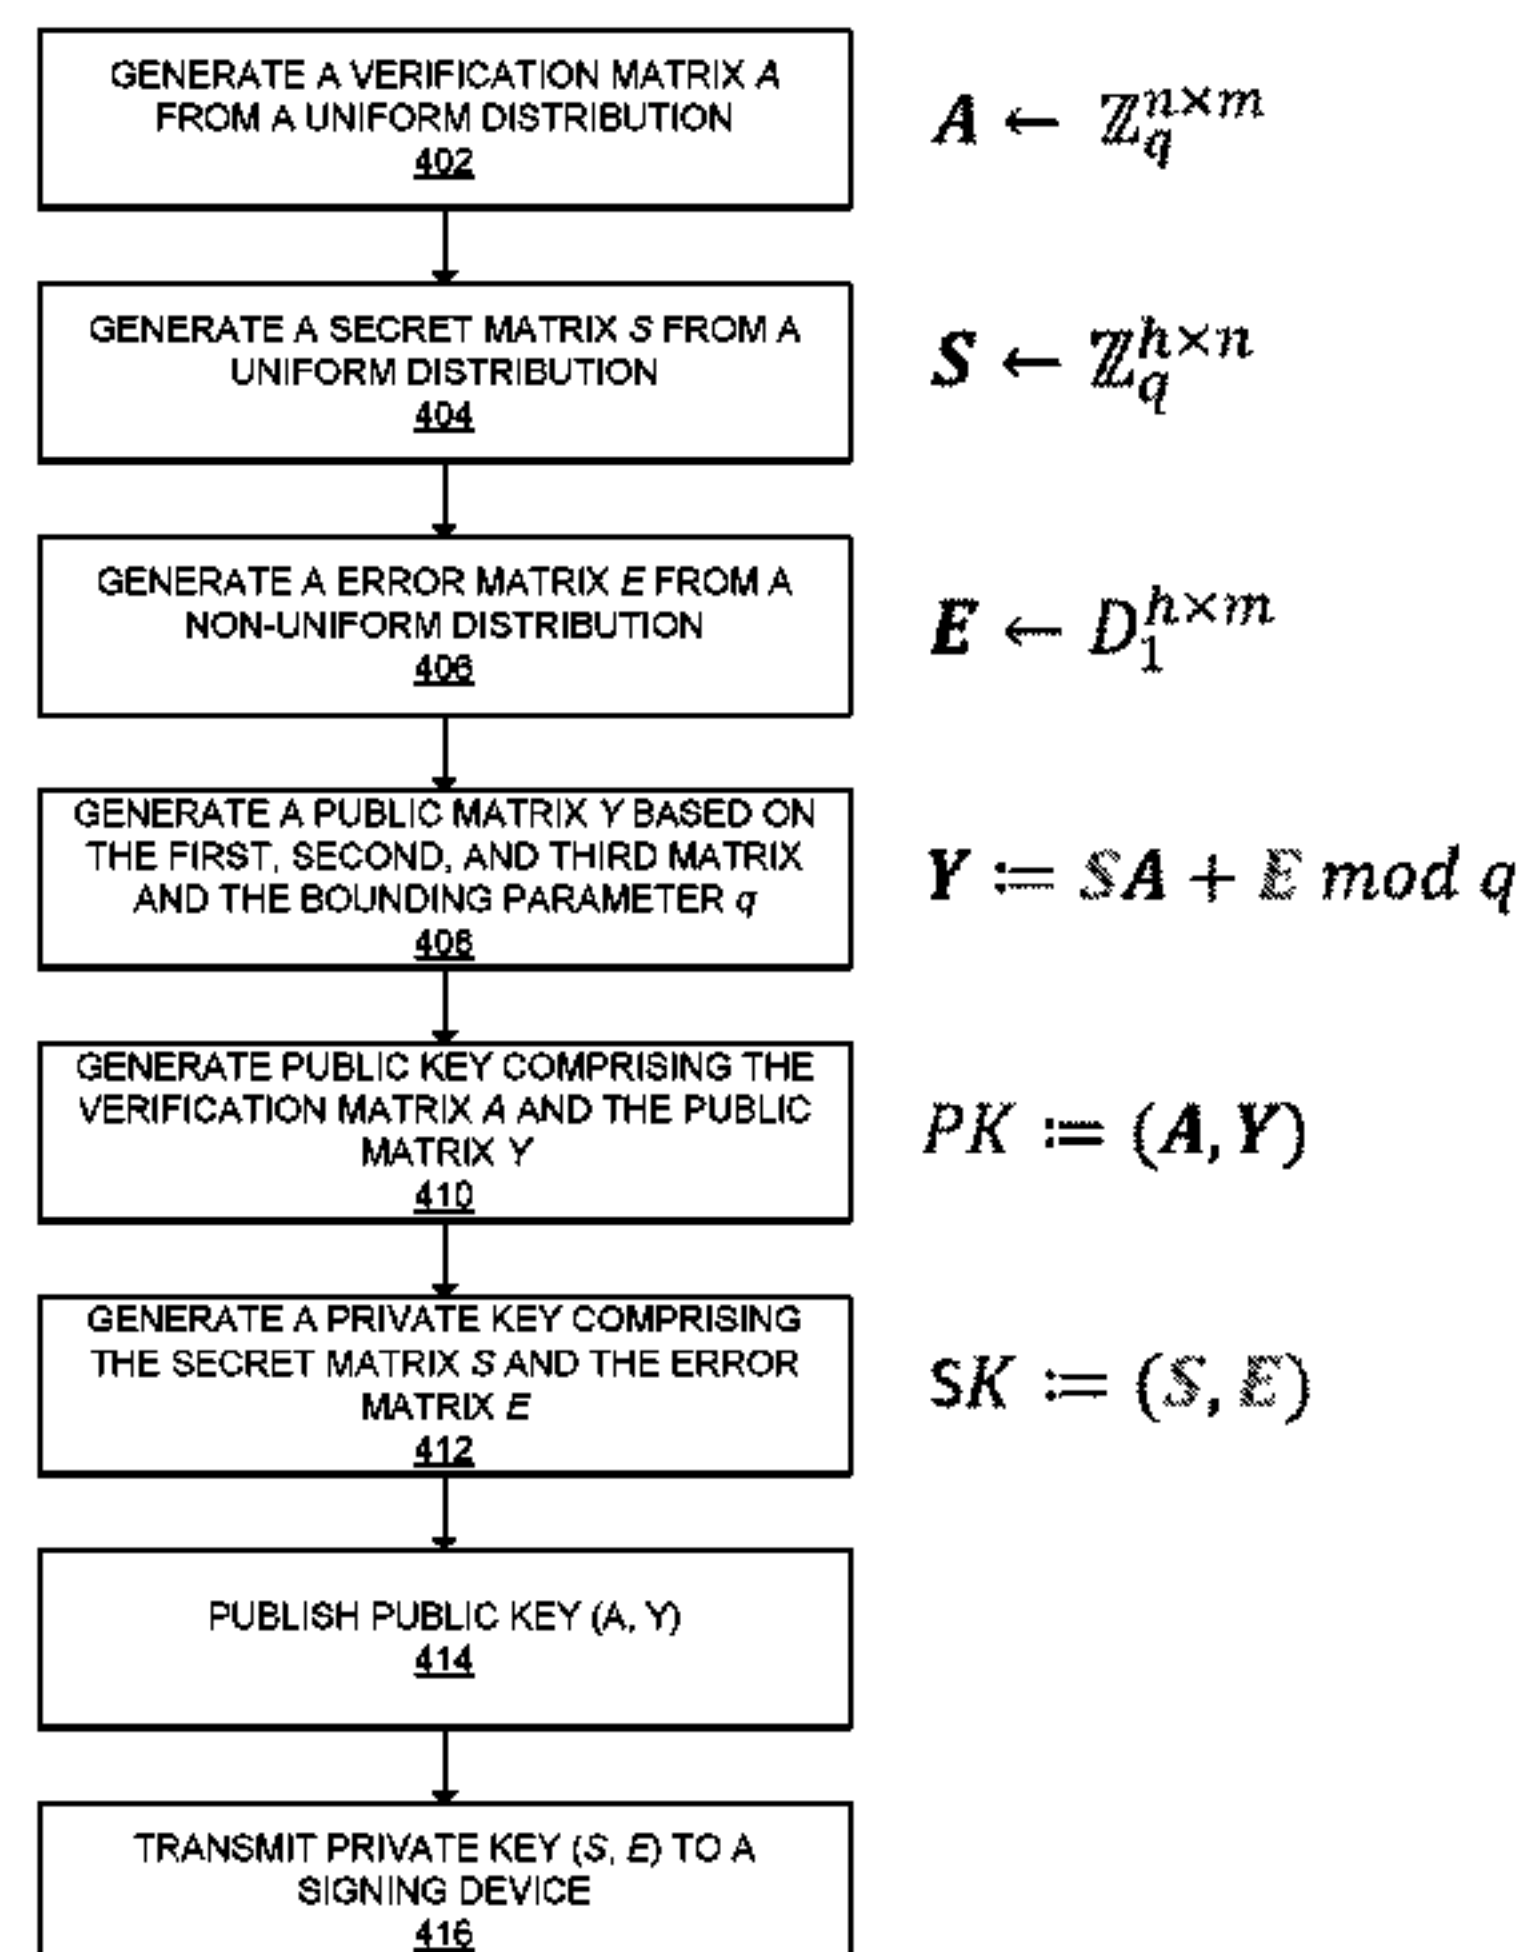 GENERATE A VERIFICATION MATRIX A
FROM A UNIFORM DISTRIBUTION
402
A ← ℤ_q^{n×m}
GENERATE A SECRET MATRIX S FROM A
UNIFORM DISTRIBUTION
404
S ← ℤ_q^{h×n}
GENERATE A ERROR MATRIX E FROM A
NON-UNIFORM DISTRIBUTION
406
E ← D_1^{h×m}
GENERATE A PUBLIC MATRIX Y BASED ON
THE FIRST, SECOND, AND THIRD MATRIX
AND THE BOUNDING PARAMETER q
408
Y := SA + E mod q
GENERATE PUBLIC KEY COMPRISING THE
VERIFICATION MATRIX A AND THE PUBLIC
MATRIX Y
410
PK := (A, Y)
GENERATE A PRIVATE KEY COMPRISING
THE SECRET MATRIX S AND THE ERROR
MATRIX E
412
SK := (S, E)
PUBLISH PUBLIC KEY (A, Y)
414
TRANSMIT PRIVATE KEY (S, E) TO A
SIGNING DEVICE
416